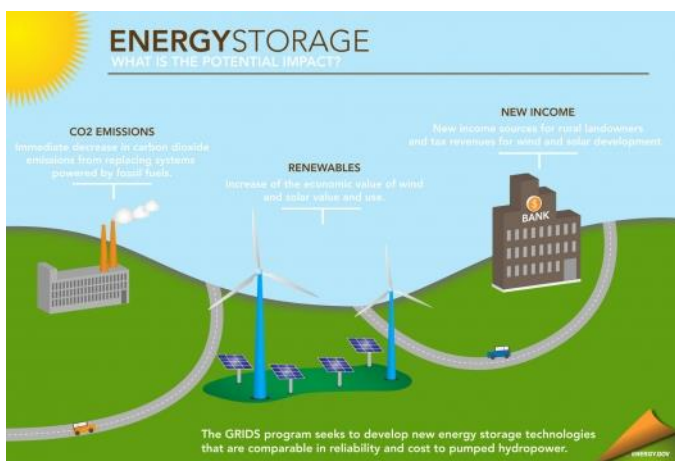 ENERGYSTORAGE
WHAT IS THE POTENTIAL IMPACT?
CO2 EMISSIONS
Immediate decrease in carbon dioxide
emissions from replacing systems
powered by fossil fuels.
RENEWABLES
Increase of the economic value of wind
and solar value and use.
NEW INCOME
New income sources for rural landowners
and tax revenues for wind and solar development
$
BANK
The GRIDS program seeks to develop new energy storage technologies
that are comparable in reliability and cost to pumped hydropower.
ENERGY.GOV